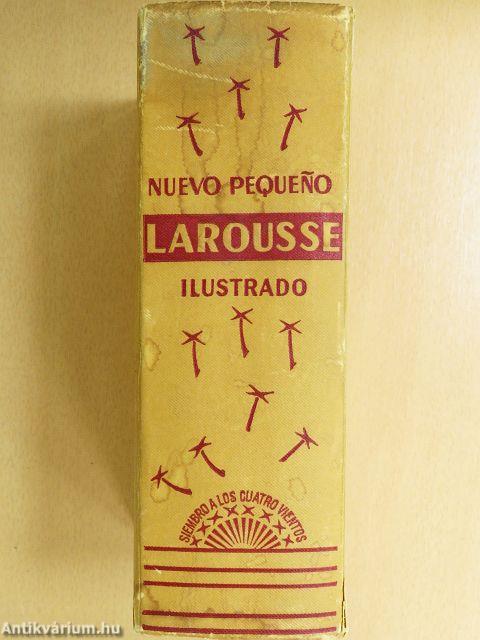 NUEVO PEQUEÑO
LAROUSSE
ILUSTRADO
SIEMBRO A LOS CUATRO VIENTOS
Antikvárium.hu